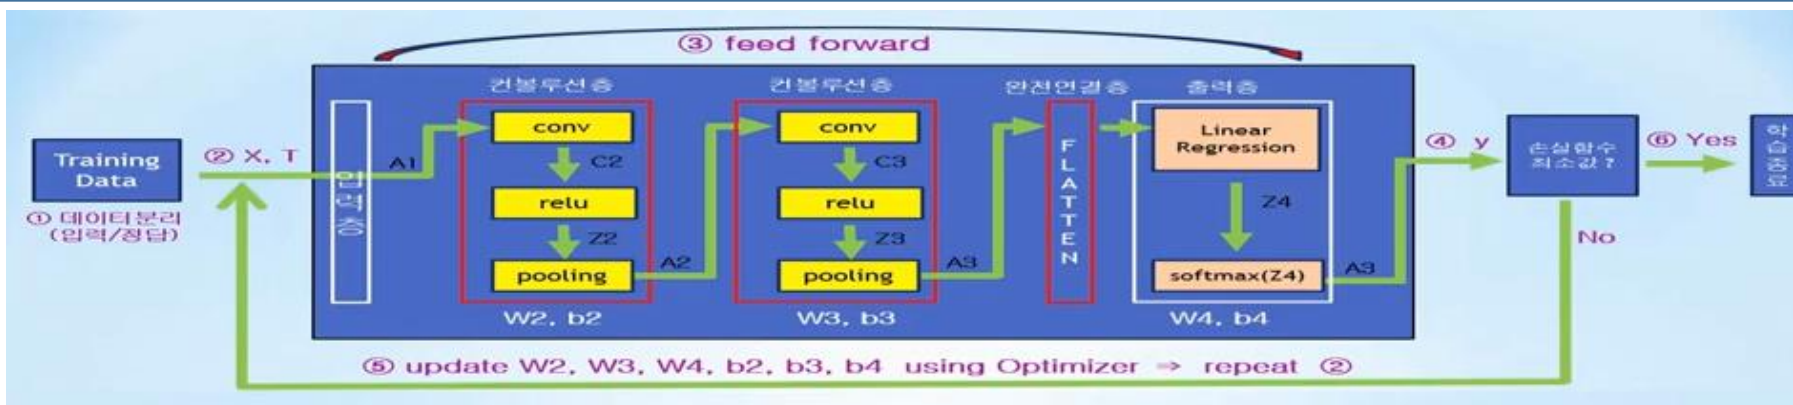 ③ feed forward
컨볼루션층
컨볼루션층
완전연결층
출력층
Training
Data
① 데이터분리
(입력/정답)
② X, T
입력층
A1
conv
C2
relu
Z2
pooling
W2, b2
A2
conv
C3
relu
Z3
pooling
W3, b3
A3
FLATTEN
Linear
Regression
Z4
softmax(Z4)
W4, b4
A3
④ y
손실함수
최소값?
⑥ Yes
학습종료
No
⑤ update W2, W3, W4, b2, b3, b4 using Optimizer ⇒ repeat ②